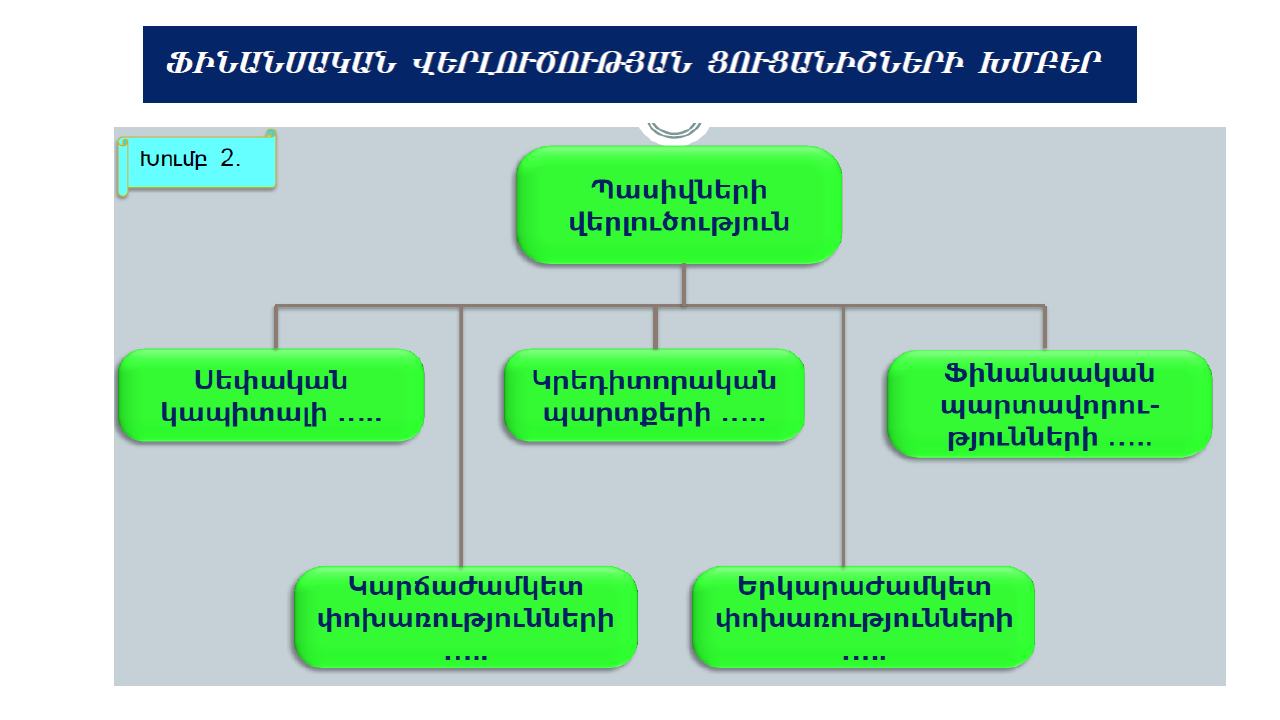 ՖԻՆԱՆՍԱԿԱՆ ՎԵՐԼՈՒԾՈՒԹՅԱՆ ՑՈՒՑԱՆԻՇՆԵՐԻ ԽՄԲԵՐ
Խումբ 2.
Պասիվների
վերլուծություն
Սեփական
կապիտալի …..
Կրեդիտորական
պարտքերի …..
Ֆինանսական
պարտավորու-
թյունների …..
Կարճաժամկետ
փոխառությունների
…..
Երկարաժամկետ
փոխառությունների
…..